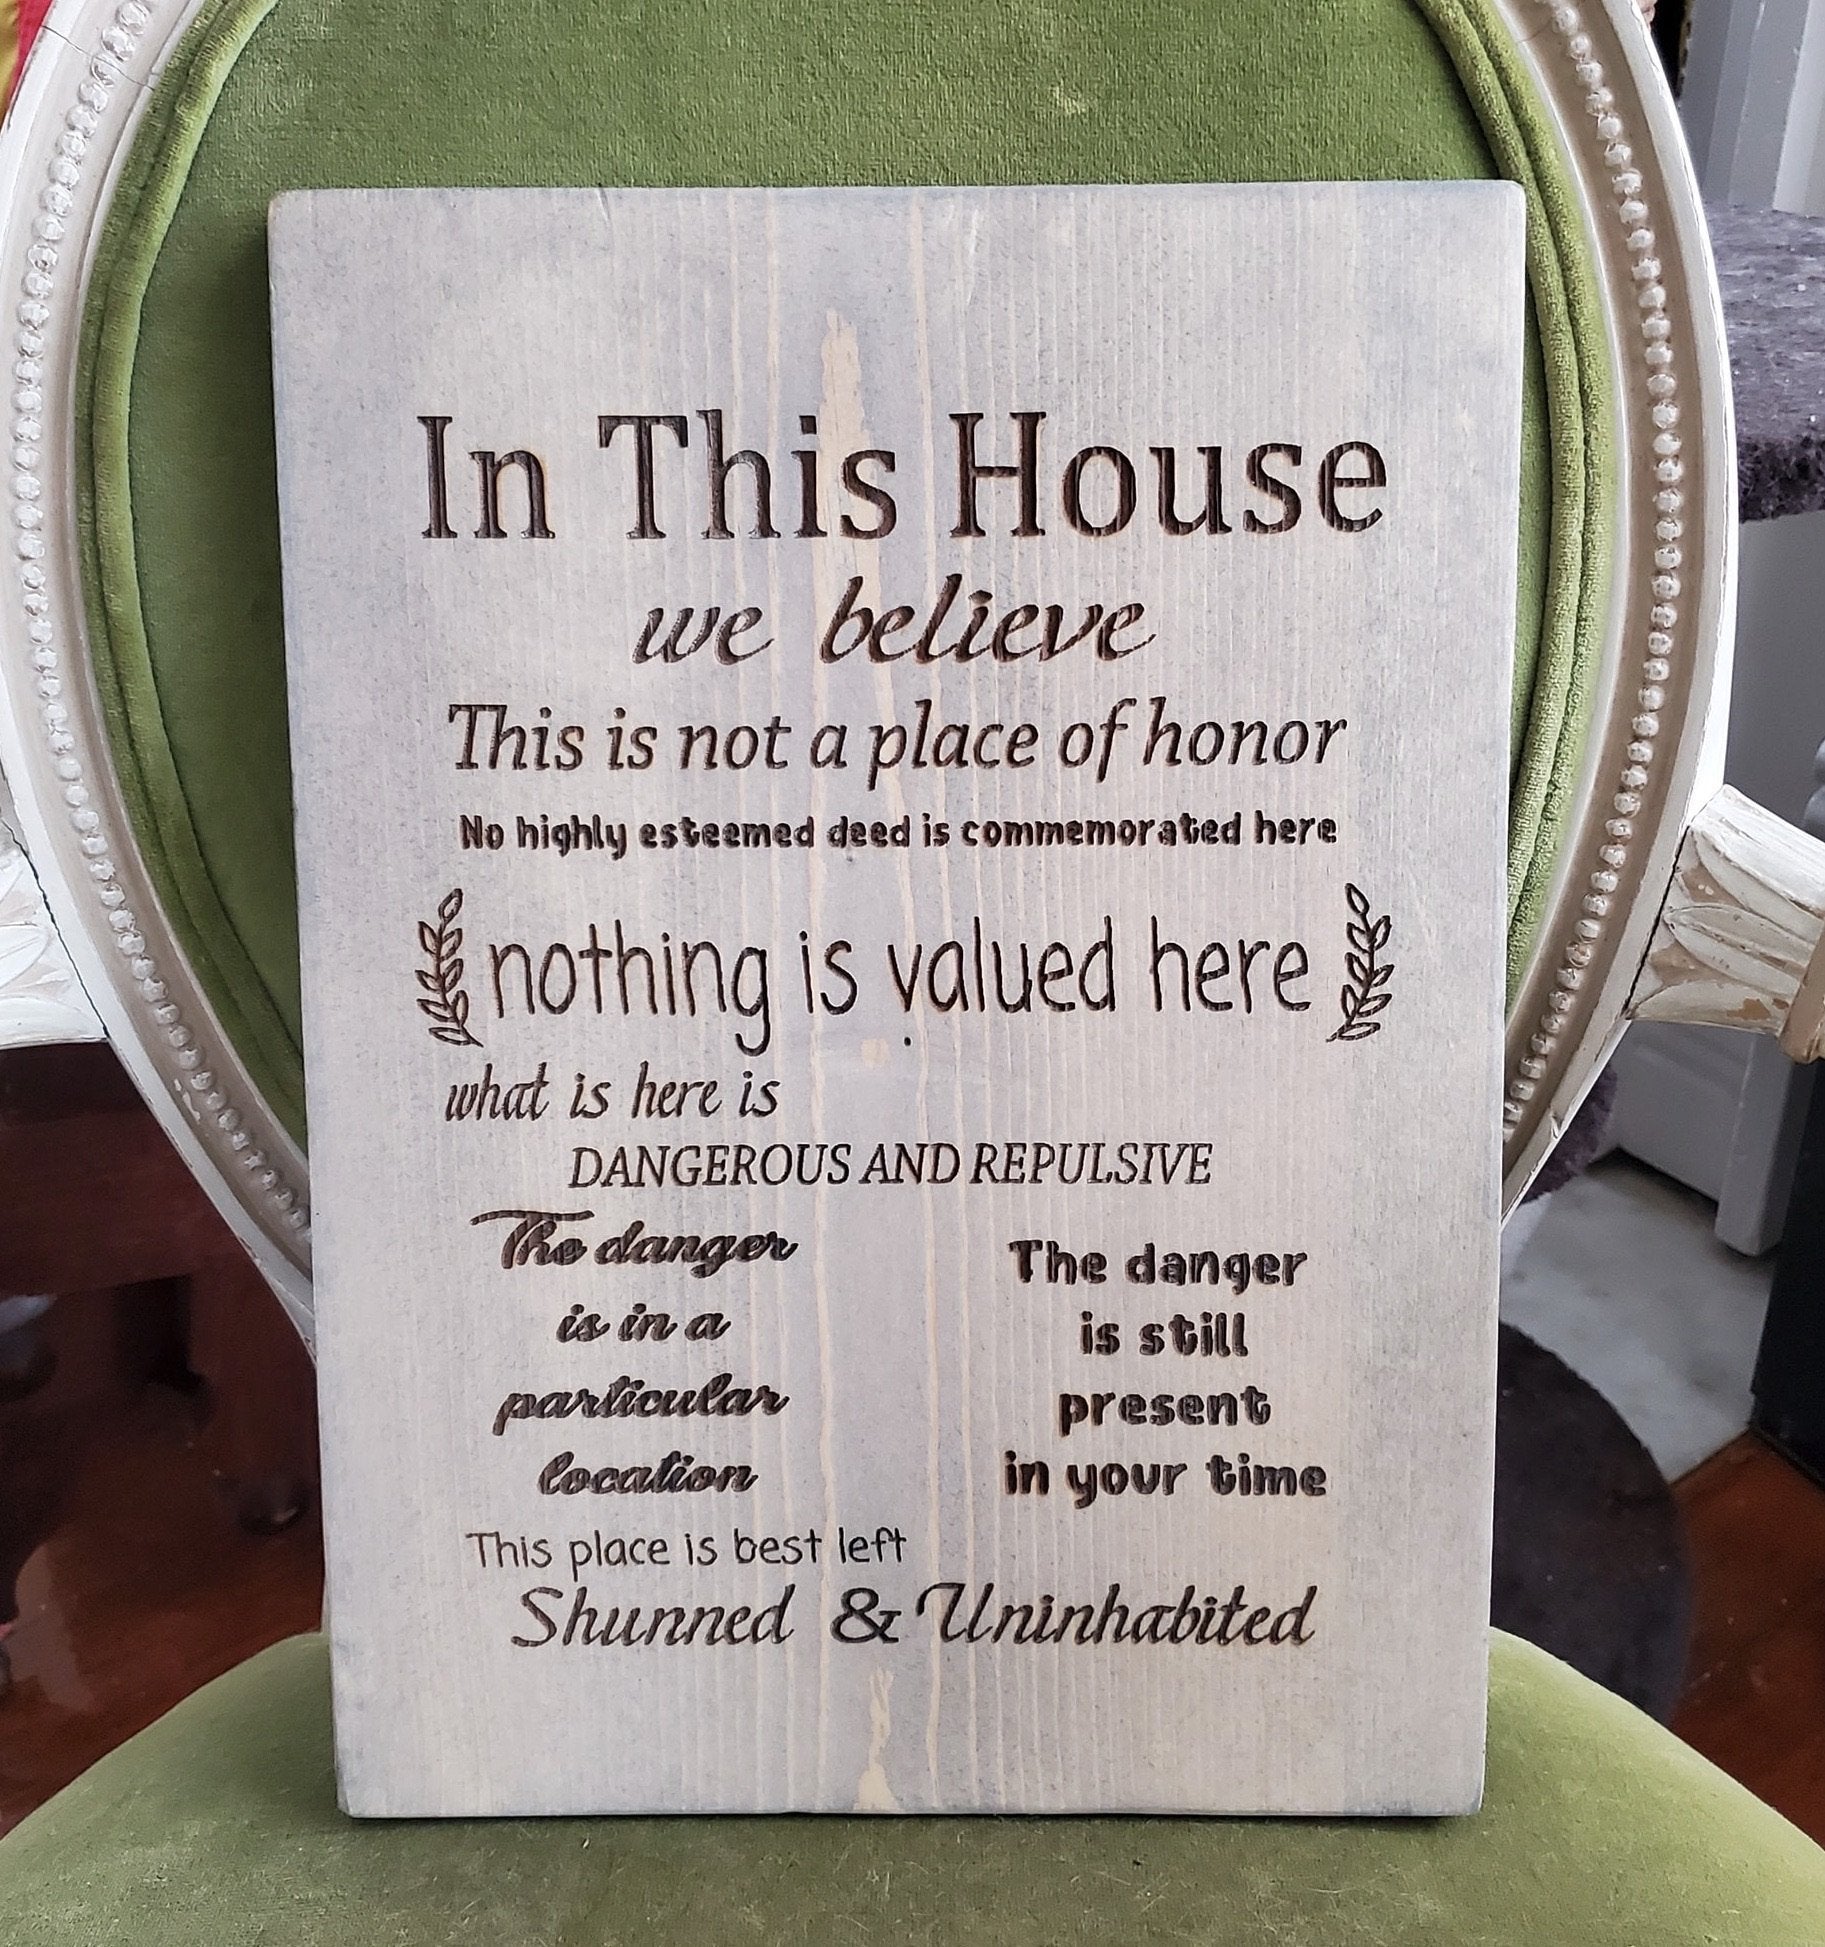 In This House
we believe
This is not a place of honor
No highly esteemed deed is commemorated here
nothing is valued here
what is here is
DANGEROUS AND REPULSIVE
The danger
is in a
particular
location
The danger
is still
present
in your time
This place is best left
Shunned & Uninhabited